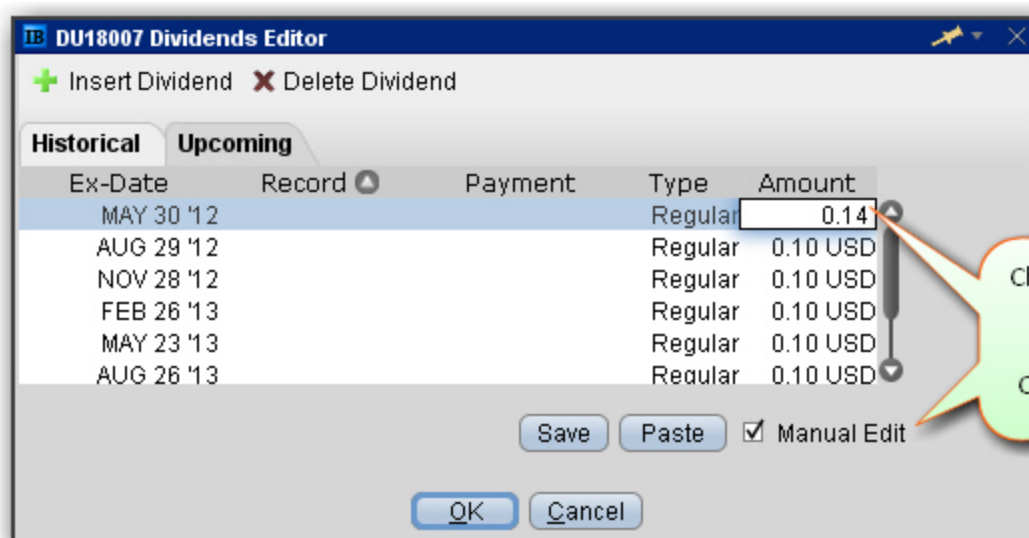 IB DU18007 Dividends Editor
Insert Dividend Delete Dividend
Historical Upcoming
Ex-Date Record Payment Type Amount
MAY 30 '12 Regular 0.14
AUG 29 '12 Regular 0.10 USD
NOV 28 '12 Regular 0.10 USD
FEB 26 '13 Regular 0.10 USD
MAY 23 '13 Regular 0.10 USD
AUG 26 '13 Regular 0.10 USD
Save Paste Manual Edit
OK Cancel